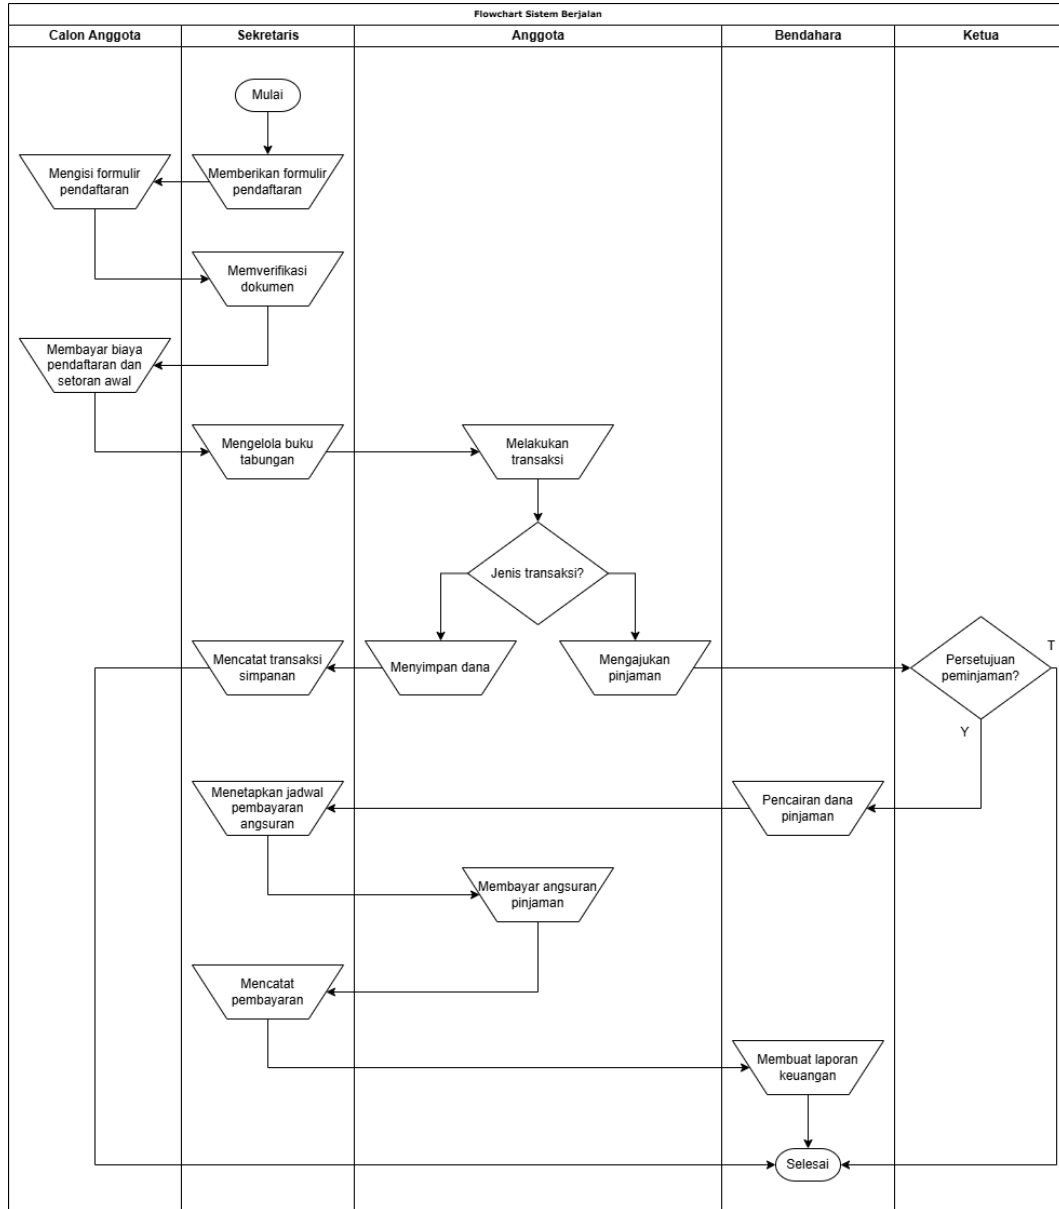 Flowchart Sistem Berjalan
Calon Anggota
Sekretaris
Anggota
Bendahara
Ketua
Mulai
Mengisi formulir
pendaftaran
Memberikan formulir
pendaftaran
Memverifikasi
dokumen
Membayar biaya
pendaftaran dan
setoran awal
Mengelola buku
tabungan
Melakukan
transaksi
Jenis transaksi?
Mencatat transaksi
simpanan
Menyimpan dana
Mengajukan
pinjaman
Persetujuan
peminjaman?
T
Y
Menetapkan jadwal
pembayaran
angsuran
Pencairan dana
pinjaman
Membayar angsuran
pinjaman
Mencatat
pembayaran
Membuat laporan
keuangan
Selesai